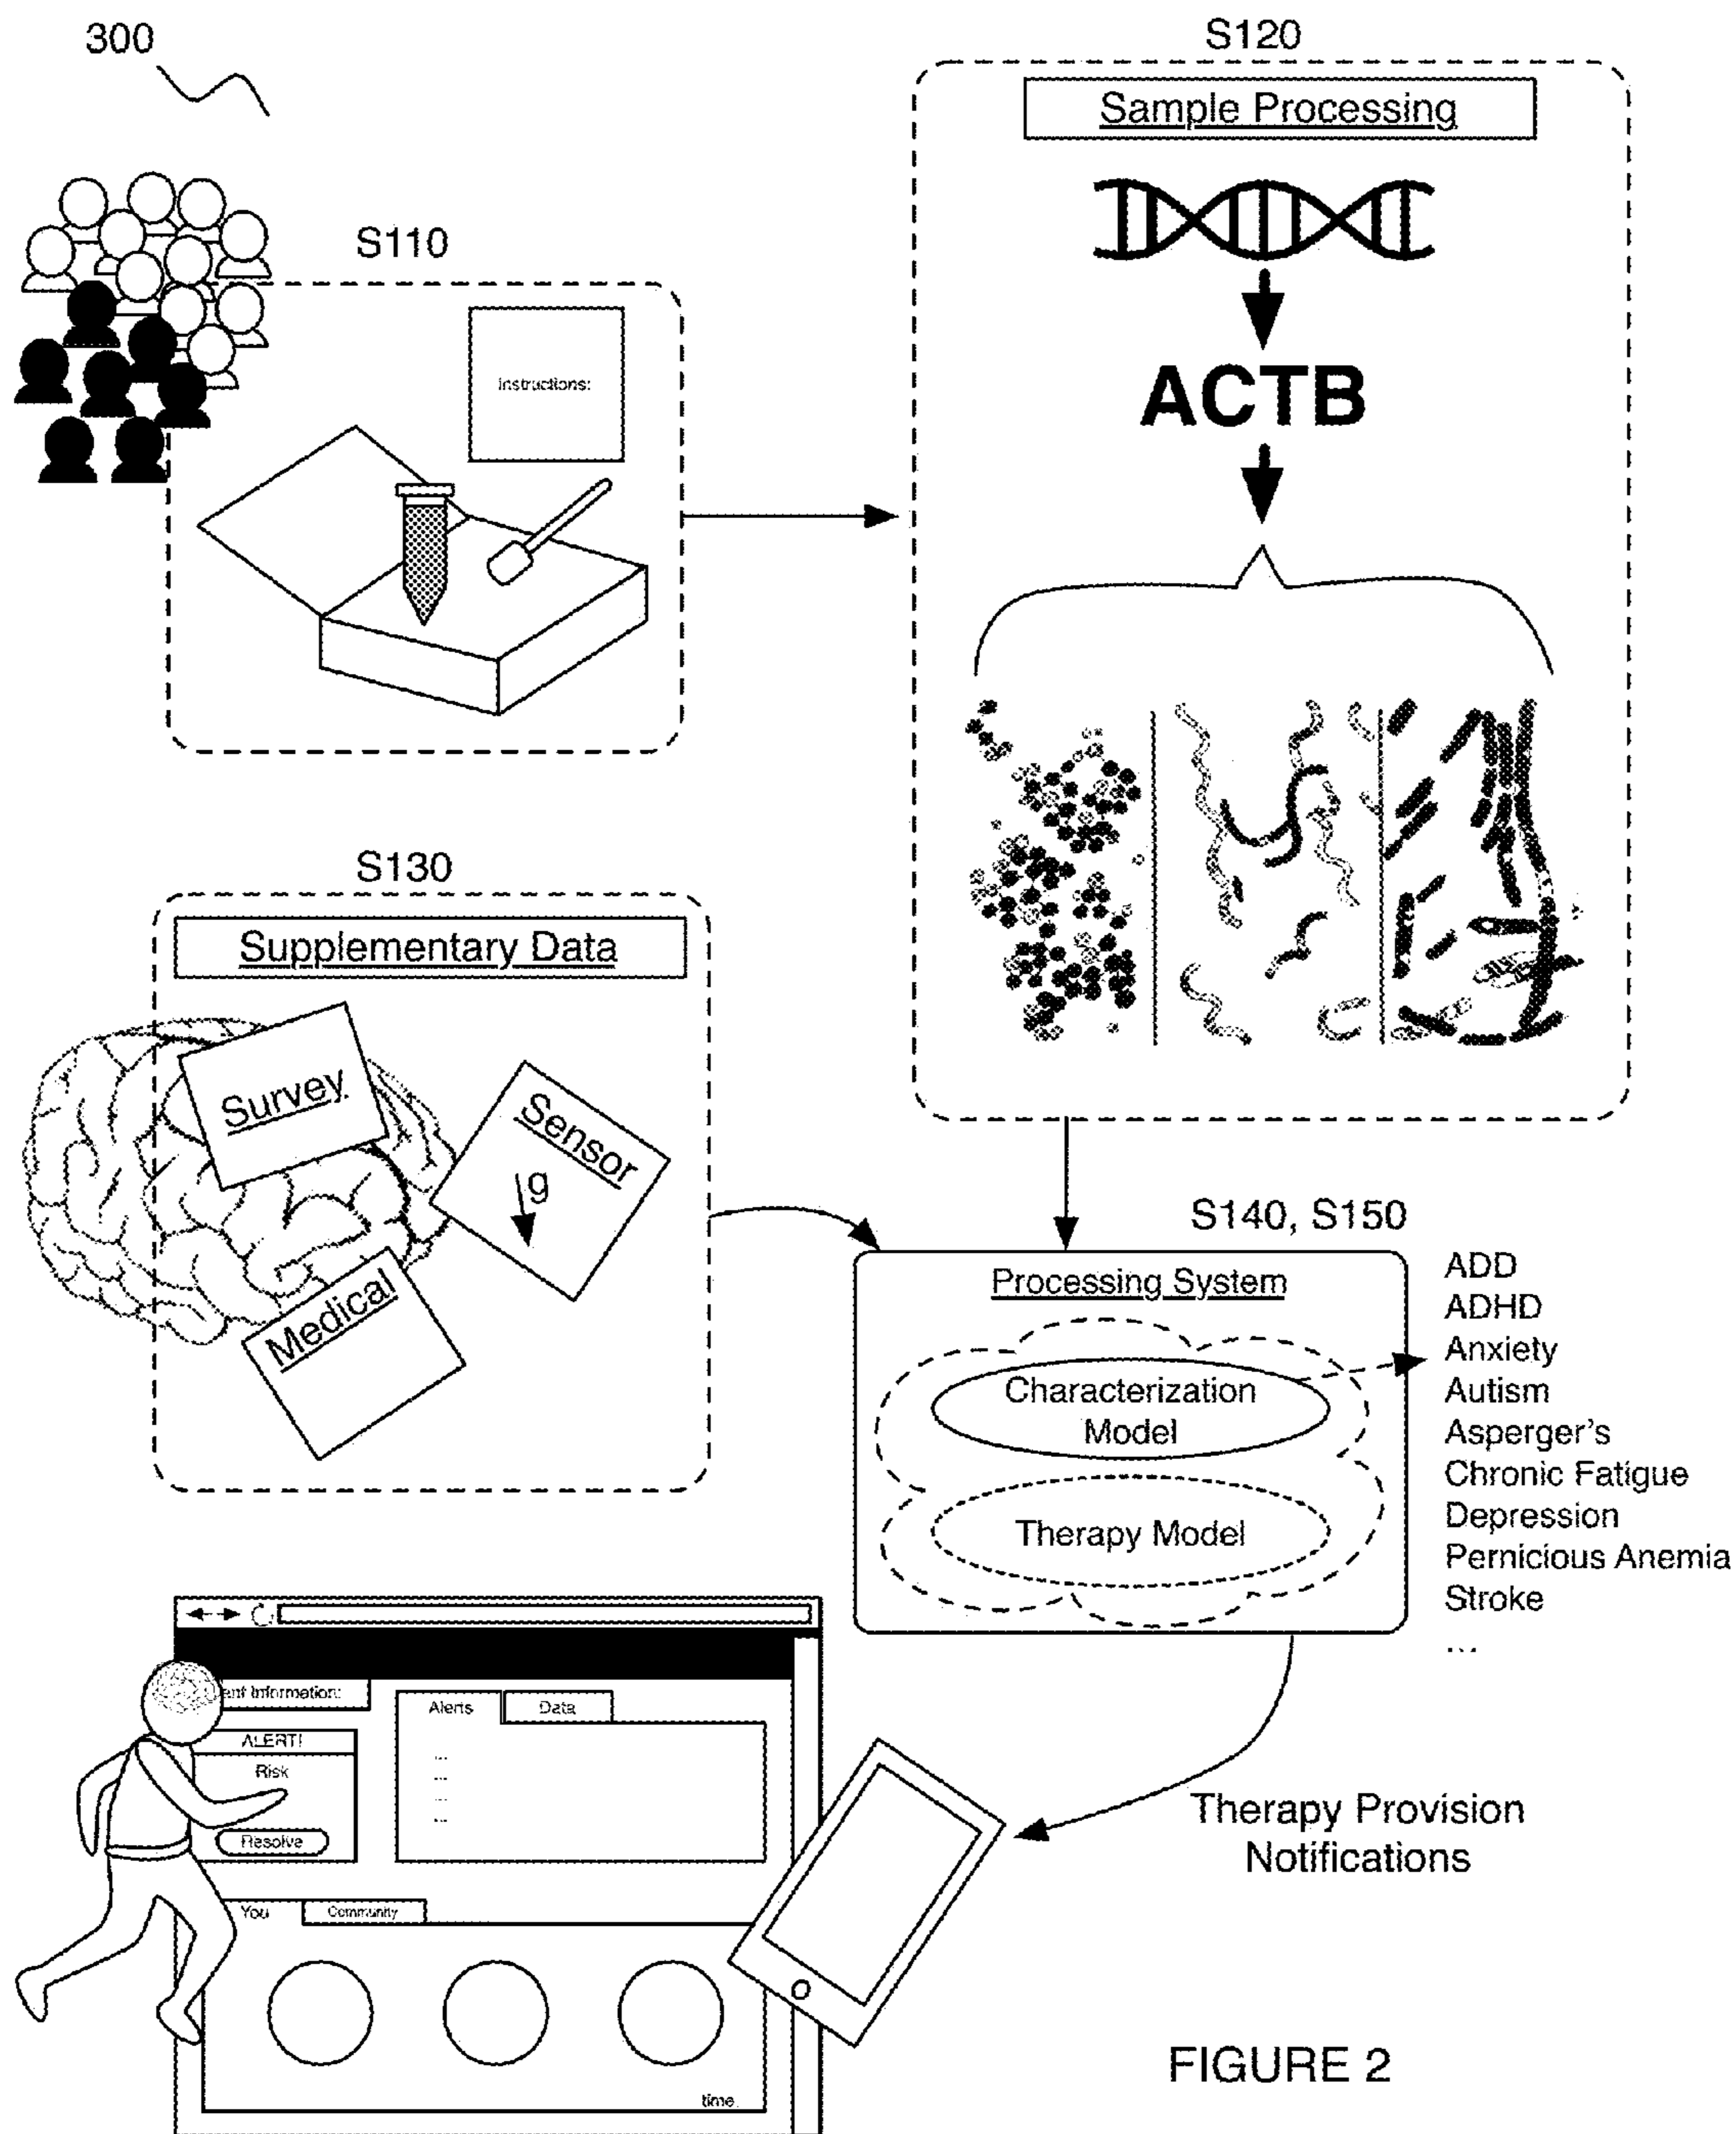 300
S110
Instructions:
S120
Sample Processing
ACTB
S130
Supplementary Data
Survey
Sensor
g
Medical
S140, S150
Processing System
Characterization
Model
Therapy Model
ADD
ADHD
Anxiety
Autism
Asperger's
Chronic Fatigue
Depression
Pernicious Anemia
Stroke
...
ent Information:
ALERT!
Risk
Resolve
Alerts
Data
...
...
...
...
You
Community
time
Therapy Provision
Notifications
FIGURE 2